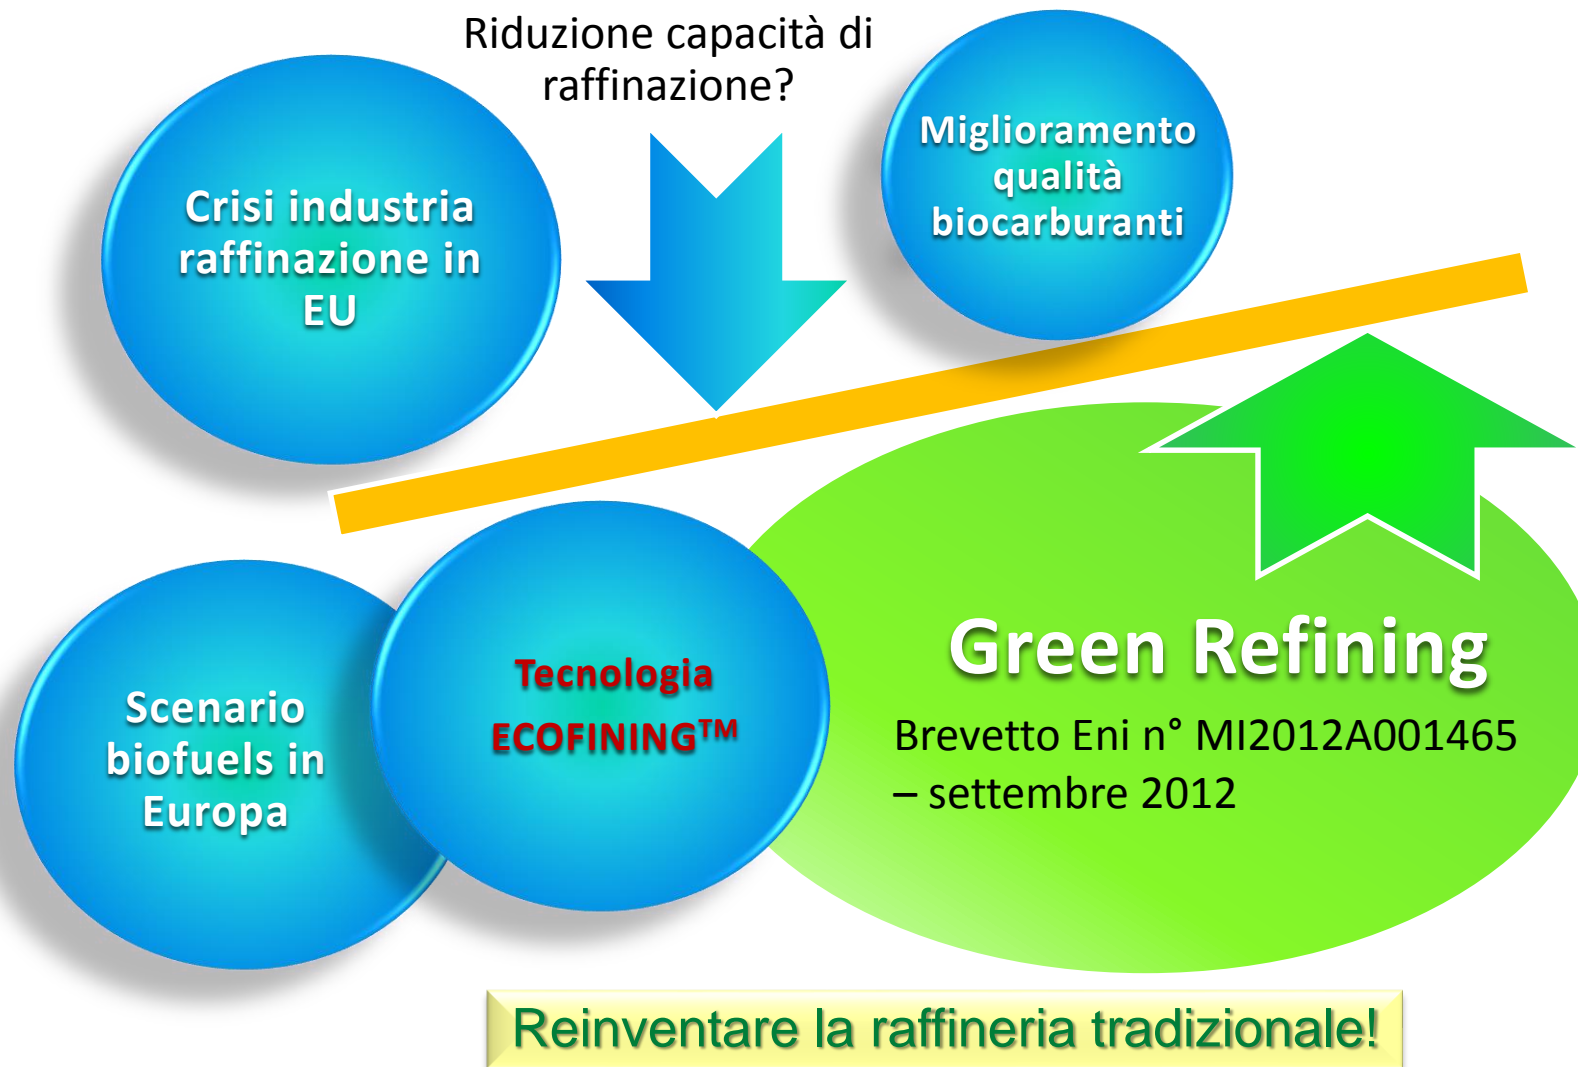 Riduzione capacità di
raffinazione?
Crisi industria
raffinazione in
EU
Miglioramento
qualità
biocarburanti
Scenario
biofuels in
Europa
Tecnologia
ECOFINING™
Green Refining
Brevetto Eni n° MI2012A001465
– settembre 2012
Reinventare la raffineria tradizionale!